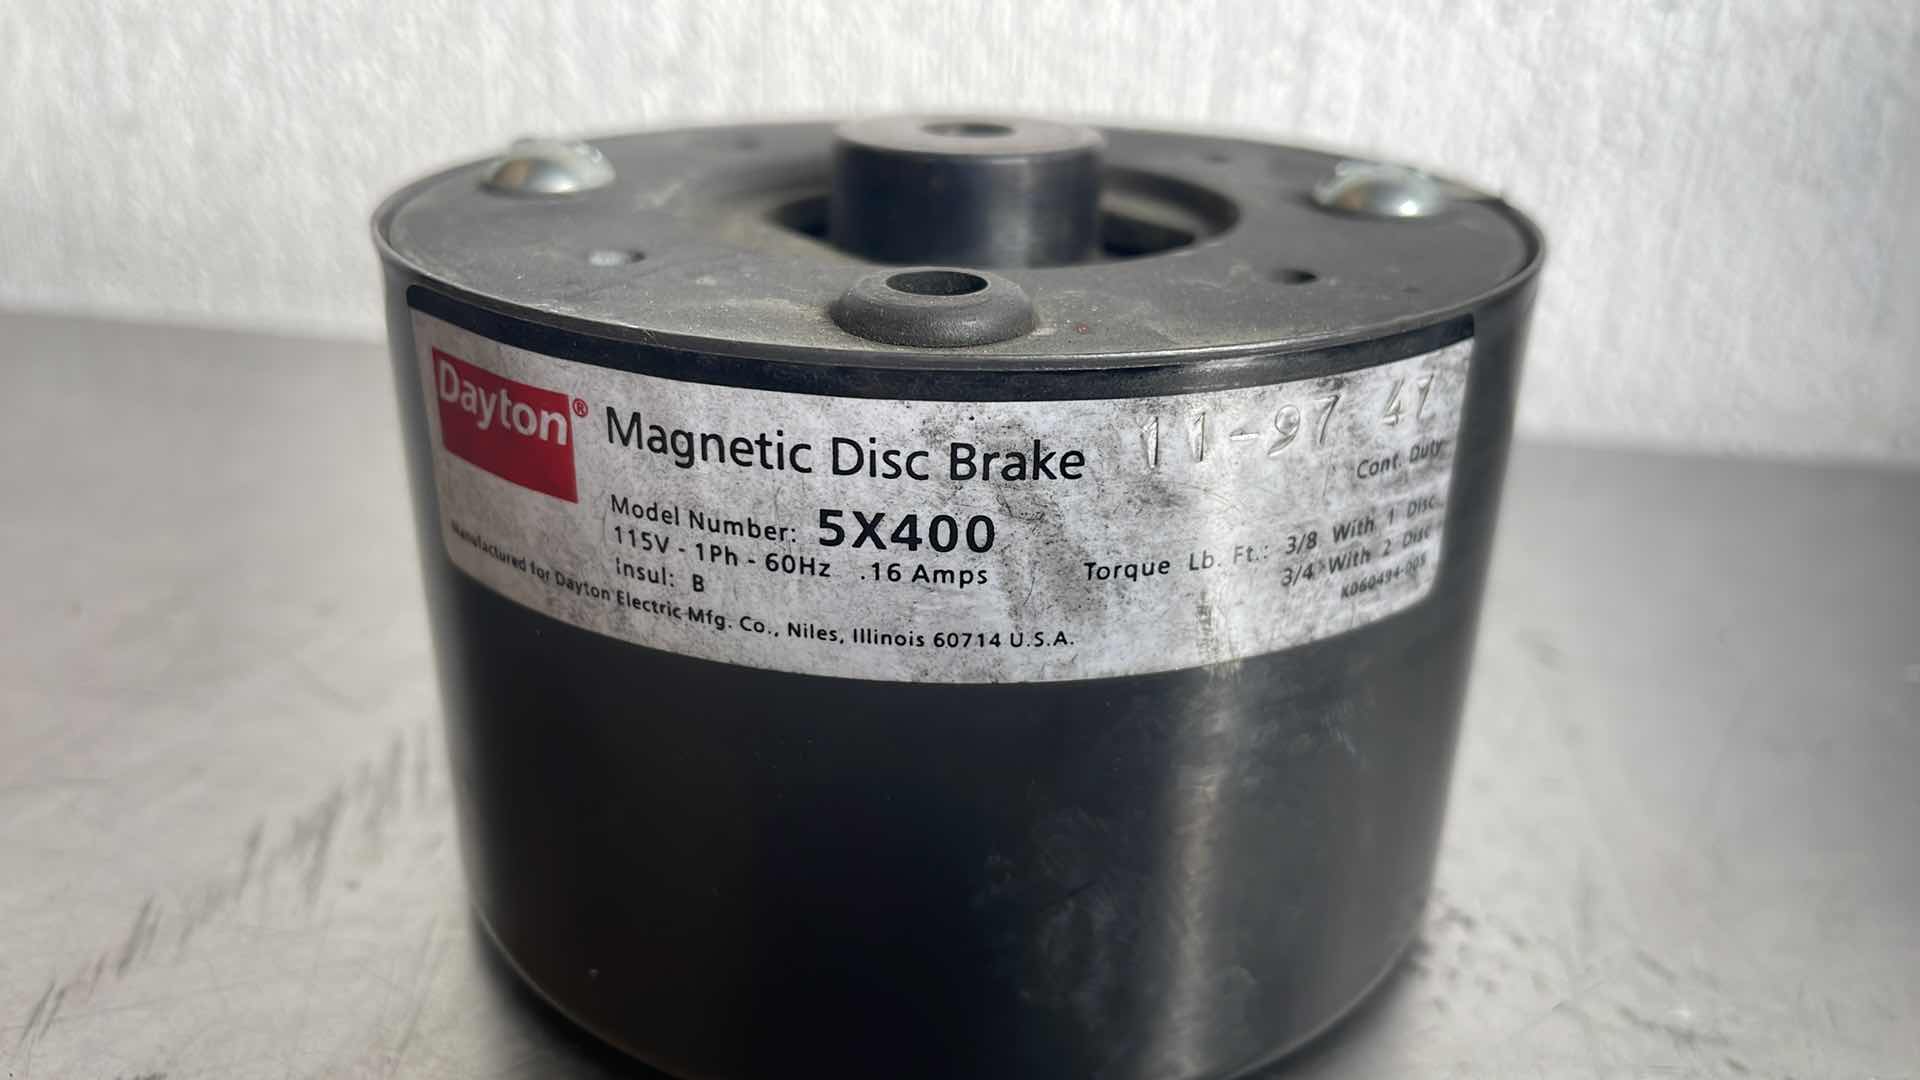 Dayton®
Magnetic Disc Brake
11-97 47
Cont. Duty
Model Number: 5X400
115V - 1Ph - 60Hz .16 Amps
Insul: B
Torque Lb. Ft.: 3/8 With 1 Disc
3/4 With 2 Disc
K060494-005
Manufactured for Dayton Electric Mfg. Co., Niles, Illinois 60714 U.S.A.